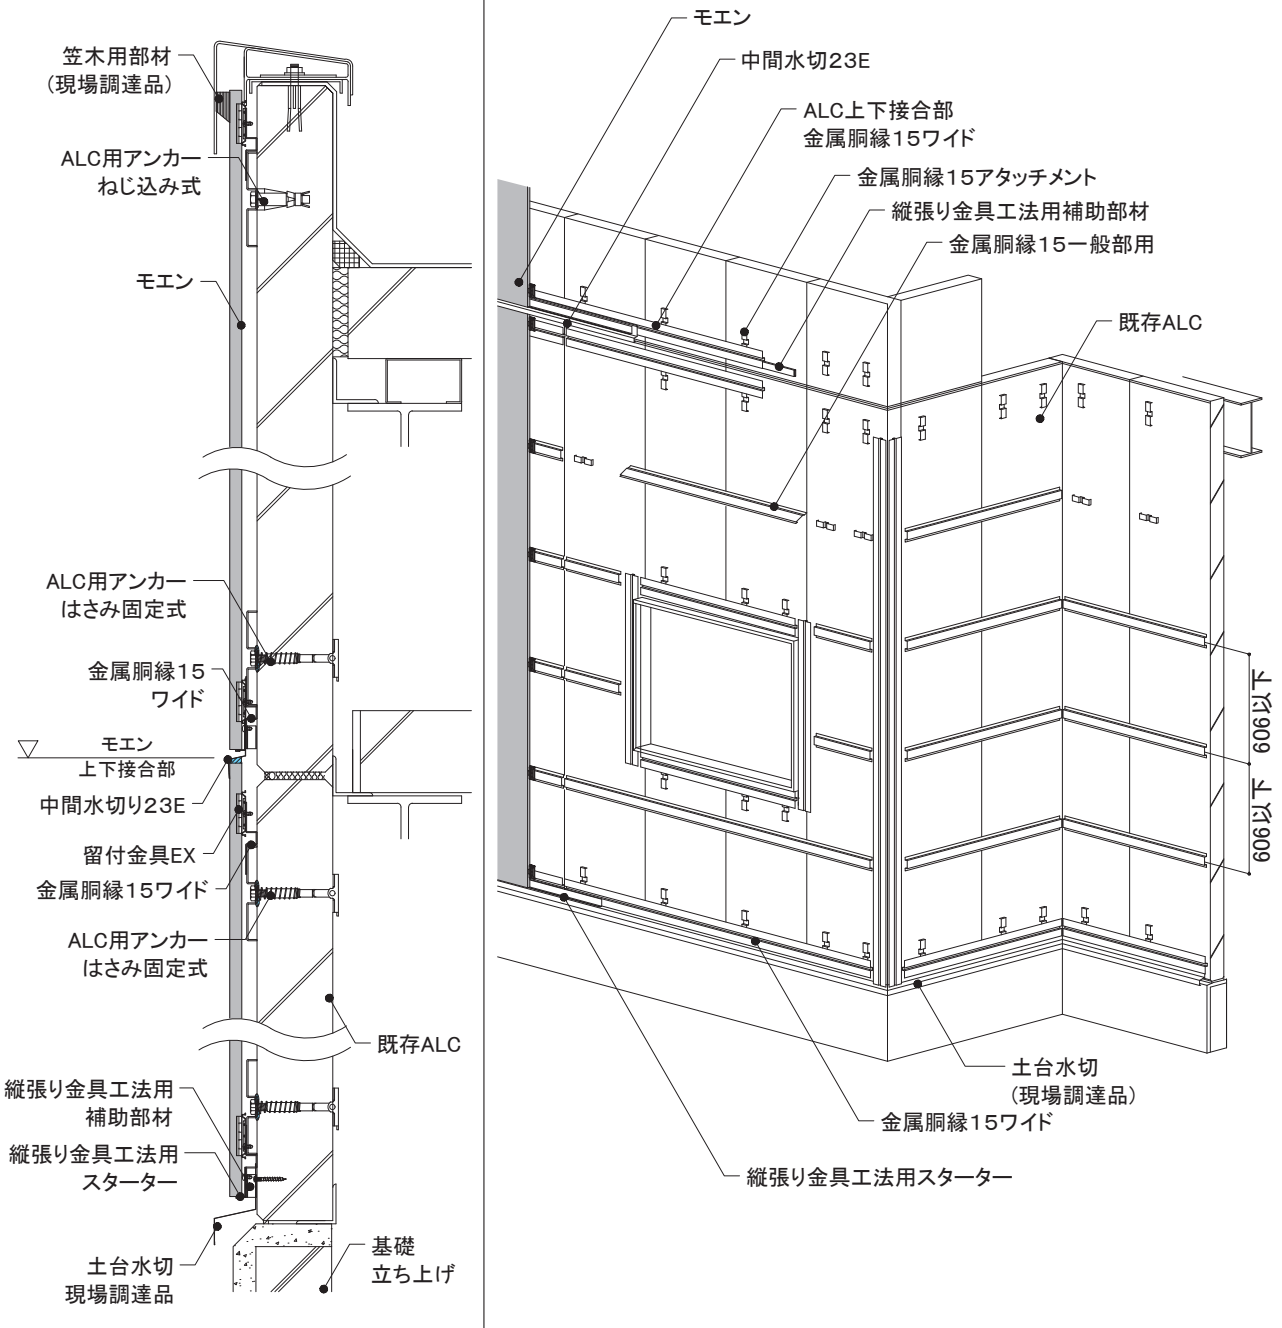 笠木用部材
(現場調達品)
ALC用アンカー
ねじ込み式
モエン
ALC用アンカー
はさみ固定式
金属胴縁15
ワイド
モエン
上下接合部
中間水切り23E
留付金具EX
金属胴縁15ワイド
ALC用アンカー
はさみ固定式
既存ALC
縦張り金具工法用
補助部材
縦張り金具工法用
スターター
土台水切
現場調達品
基礎
立ち上げ
モエン
中間水切23E
ALC上下接合部
金属胴縁15ワイド
金属胴縁15アタッチメント
縦張り金具工法用補助部材
金属胴縁15一般部用
既存ALC
606以下
606以下
土台水切
(現場調達品)
金属胴縁15ワイド
縦張り金具工法用スターター